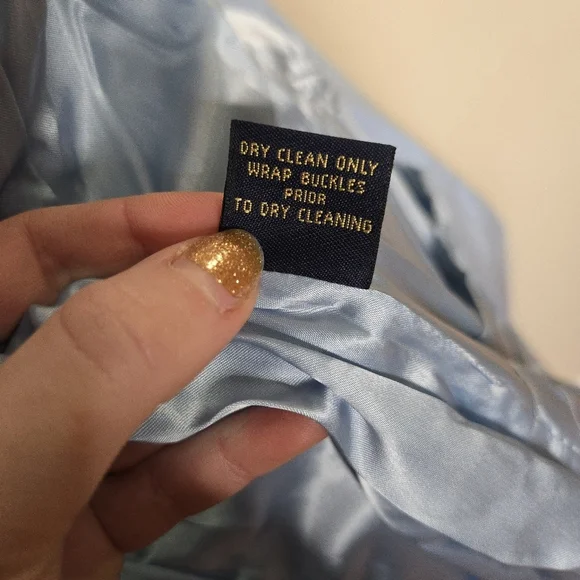 DRY CLEAN ONLY
WRAP BUCKLES
PRIOR
TO DRY CLEANING